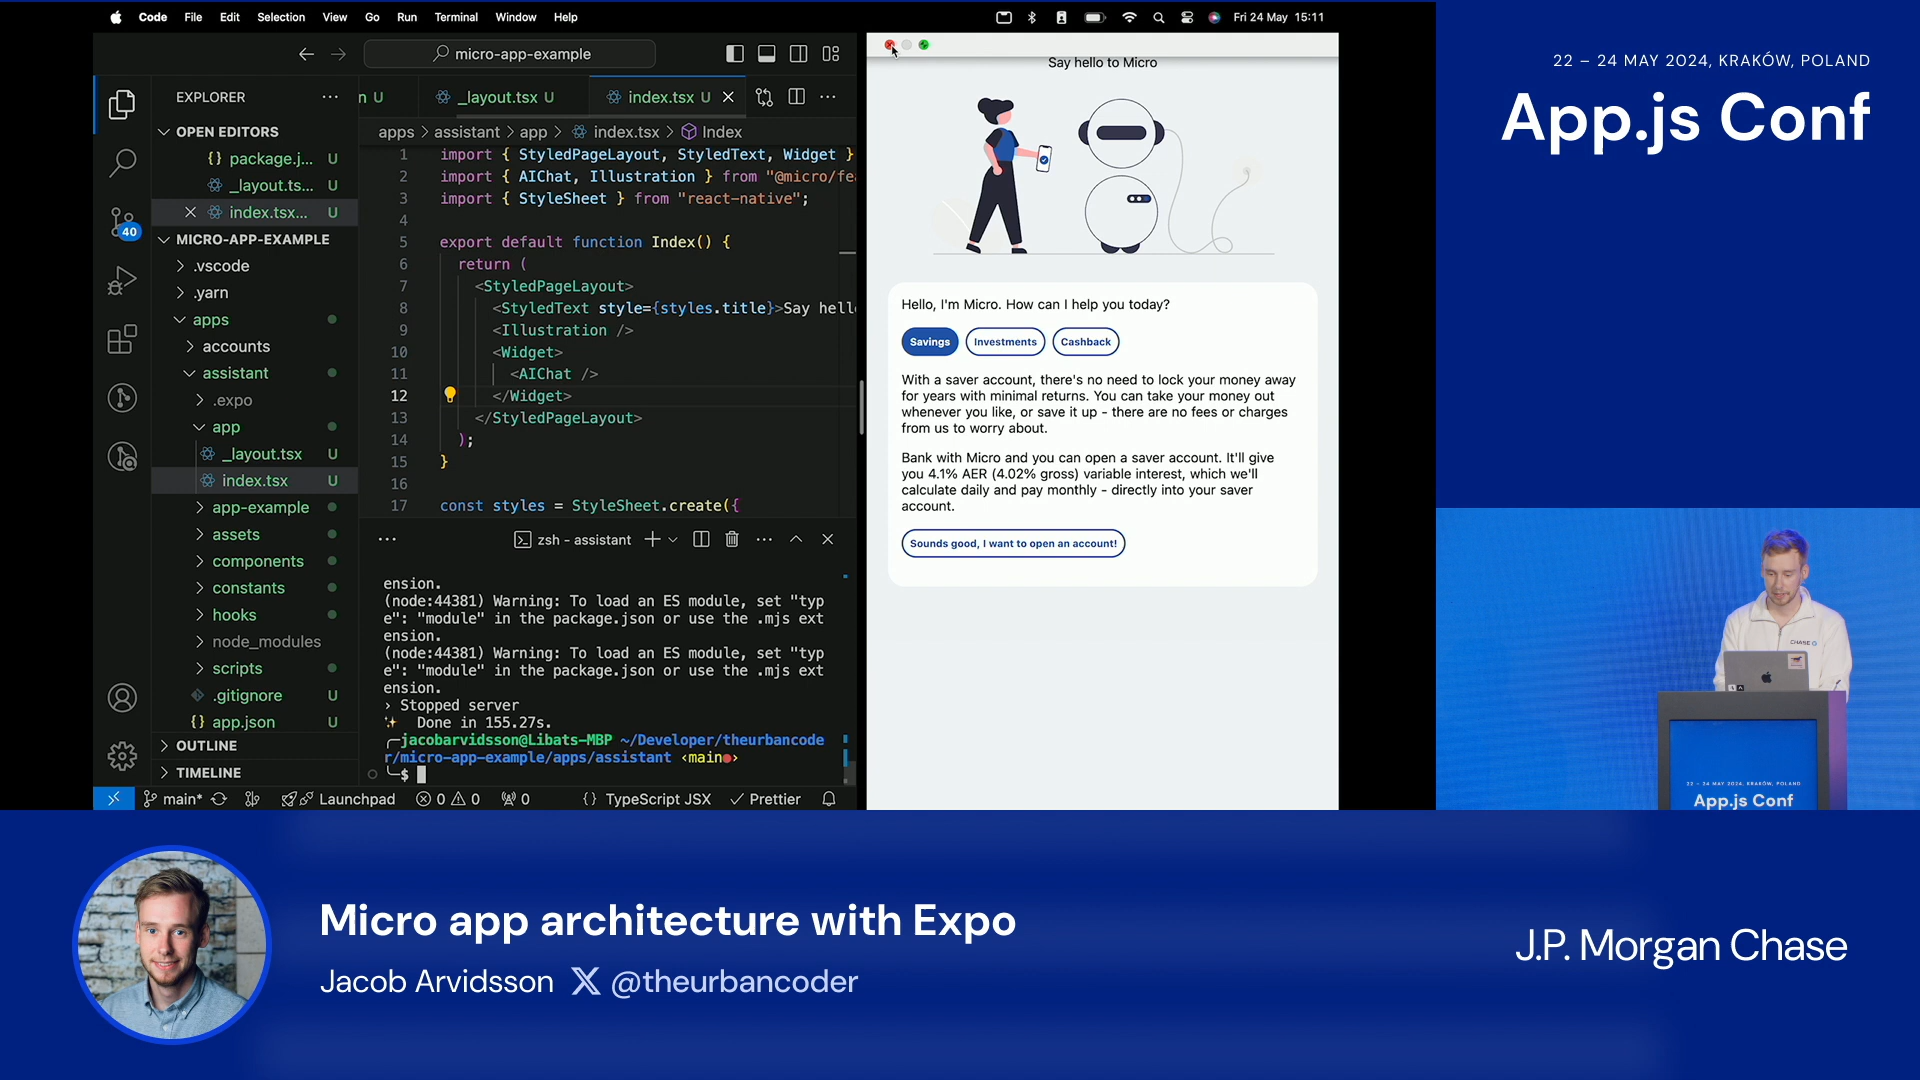 Code File Edit Selection View Go Run Terminal Window Help
Fri 24 May 15:11
micro-app-example
EXPLORER
OPEN EDITORS
package.j... U
_layout.ts... U
index.tsx... U
40
MICRO-APP-EXAMPLE
.vscode
.yarn
apps
accounts
assistant
.expo
app
_layout.tsx U
index.tsx U
app-example
assets
components
constants
hooks
node_modules
scripts
.gitignore U
app.json U
OUTLINE
TIMELINE
n U _layout.tsx U index.tsx U
apps > assistant > app > index.tsx > Index
1 import { StyledPageLayout, StyledText, Widget }
2 import { AIChat, Illustration } from "@micro/fea
3 import { StyleSheet } from "react-native";
4
5 export default function Index() {
6 return (
7 <StyledPageLayout>
8 <StyledText style={styles.title}>Say hell
9 <Illustration />
10 <Widget>
11 <AIChat />
12 </Widget>
13 </StyledPageLayout>
14 );
15 }
16
17 const styles = StyleSheet.create({
zsh - assistant
ension.
(node:44381) Warning: To load an ES module, set "typ
e": "module" in the package.json or use the .mjs ext
ension.
(node:44381) Warning: To load an ES module, set "typ
e": "module" in the package.json or use the .mjs ext
ension.
› Stopped server
✨ Done in 155.27s.
╭─jacobarvidsson@Libats-MBP ~/Developer/theurbancode
r/micro-app-example/apps/assistant ‹main●›
╰─$
main* Launchpad 0 0 0 {} TypeScript JSX Prettier
Say hello to Micro
Hello, I'm Micro. How can I help you today?
Savings Investments Cashback
With a saver account, there's no need to lock your money away
for years with minimal returns. You can take your money out
whenever you like, or save it up - there are no fees or charges
from us to worry about.
Bank with Micro and you can open a saver account. It'll give
you 4.1% AER (4.02% gross) variable interest, which we'll
calculate daily and pay monthly - directly into your saver
account.
Sounds good, I want to open an account!
22 – 24 MAY 2024, KRAKÓW, POLAND
App.js Conf
CHASE
22 – 24 MAY 2024, KRAKÓW, POLAND
App.js Conf
Micro app architecture with Expo
Jacob Arvidsson X @theurbancoder
J.P. Morgan Chase